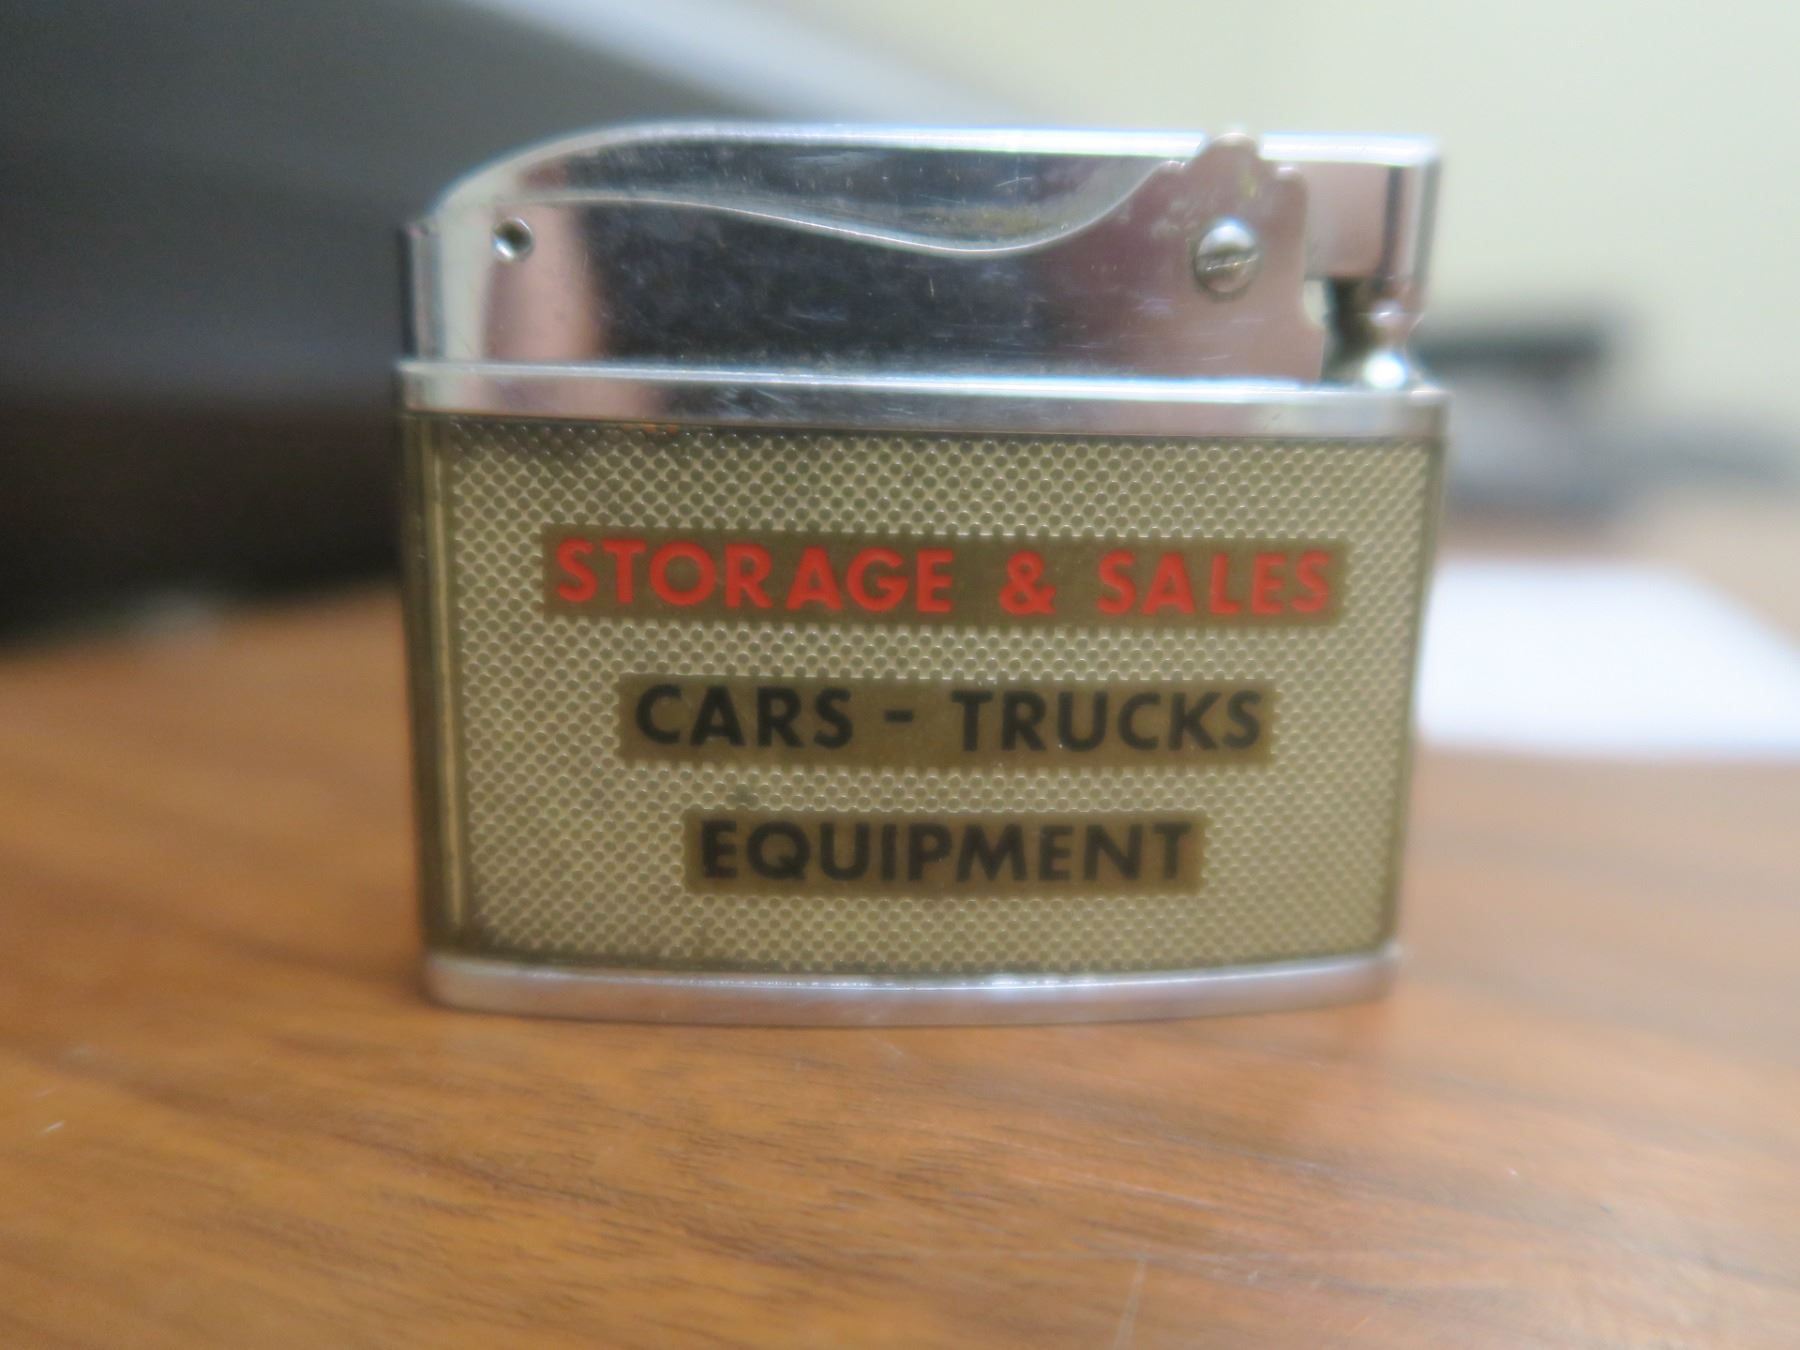 STORAGE & SALES
CARS - TRUCKS
EQUIPMENT